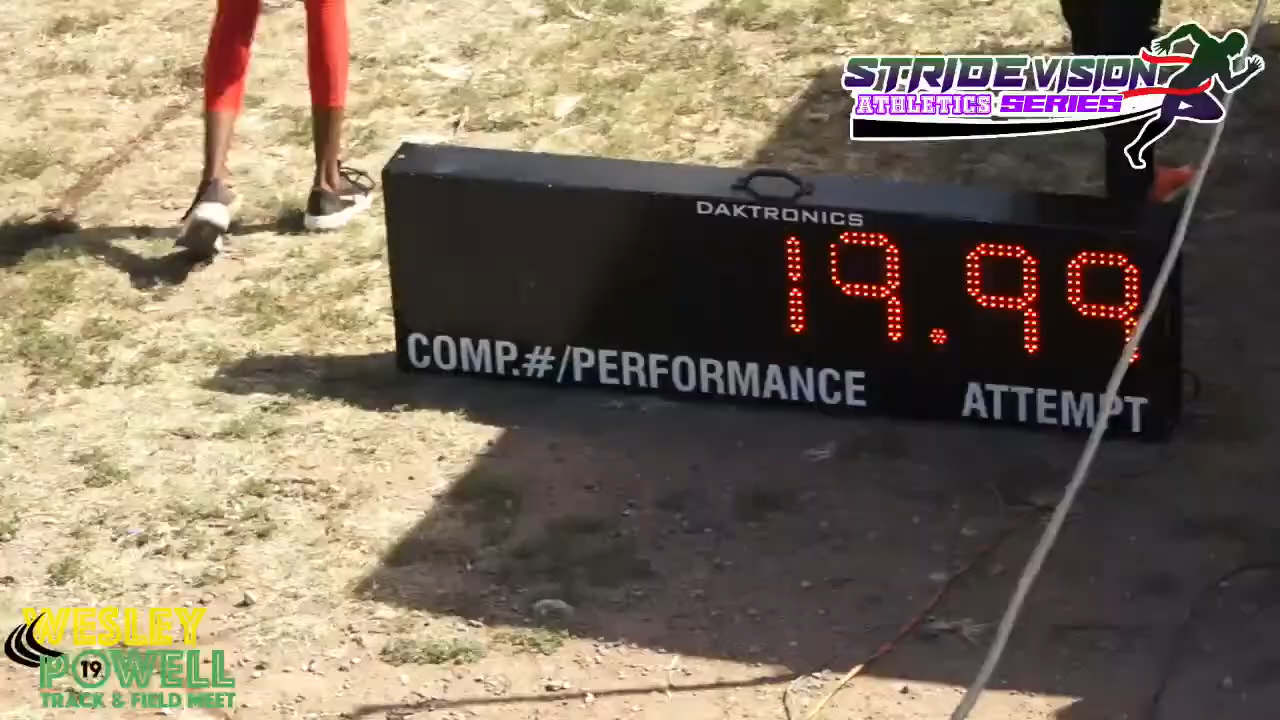 STRIDEVISION
ATHLETICS SERIES
DAKTRONICS
19.99
COMP.#/PERFORMANCE
ATTEMPT
WESLEY
POWELL
19
TRACK & FIELD MEET